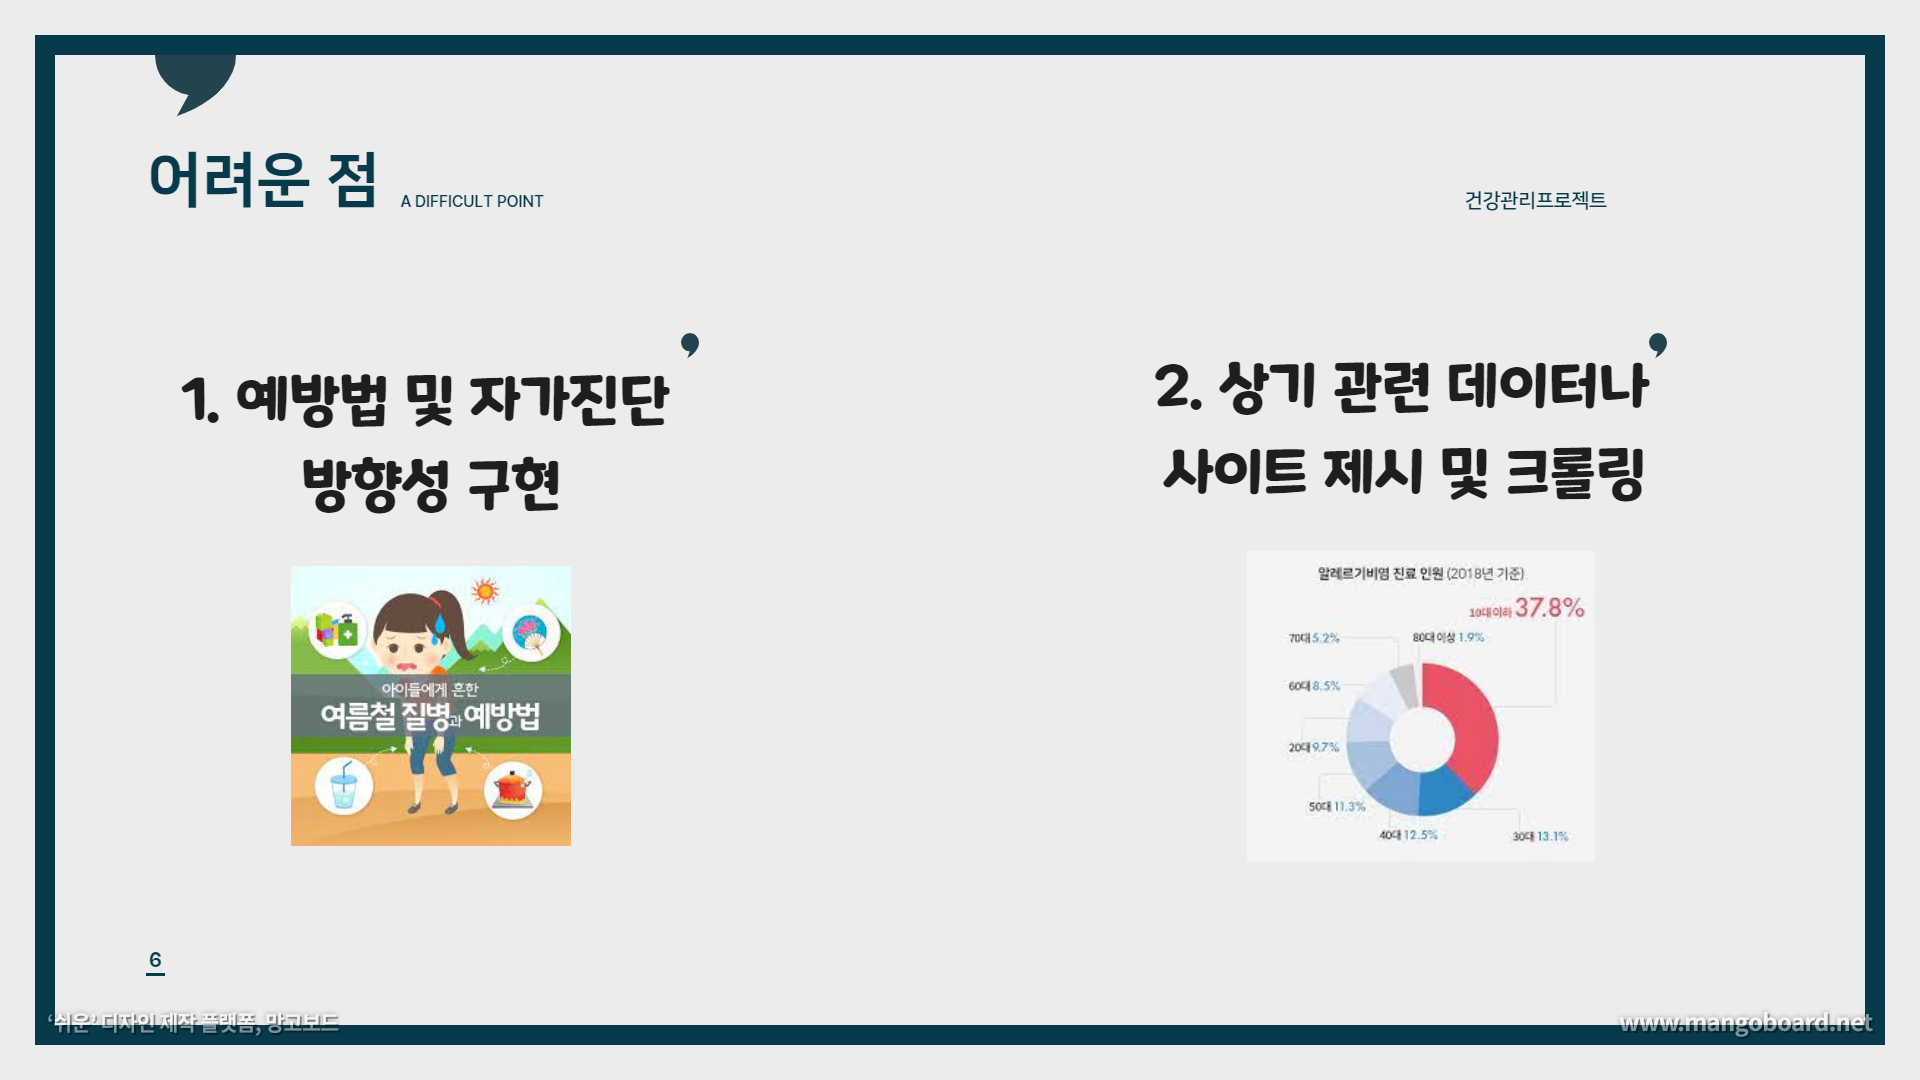 어려운 점
A DIFFICULT POINT
건강관리프로젝트
1. 예방법 및 자가진단
방향성 구현
2. 상기 관련 데이터나
사이트 제시 및 크롤링
아이들에게 흔한
여름철 질병과 예방법
알레르기비염 진료 인원 (2018년 기준)
10대이하 37.8%
70대 5.2%
80대 이상 1.9%
60대 8.5%
20대 9.7%
50대 11.3%
40대 12.5%
30대 13.1%
6
‘쉬운’ 디자인 제작 플랫폼, 망고보드
www.mangoboard.net